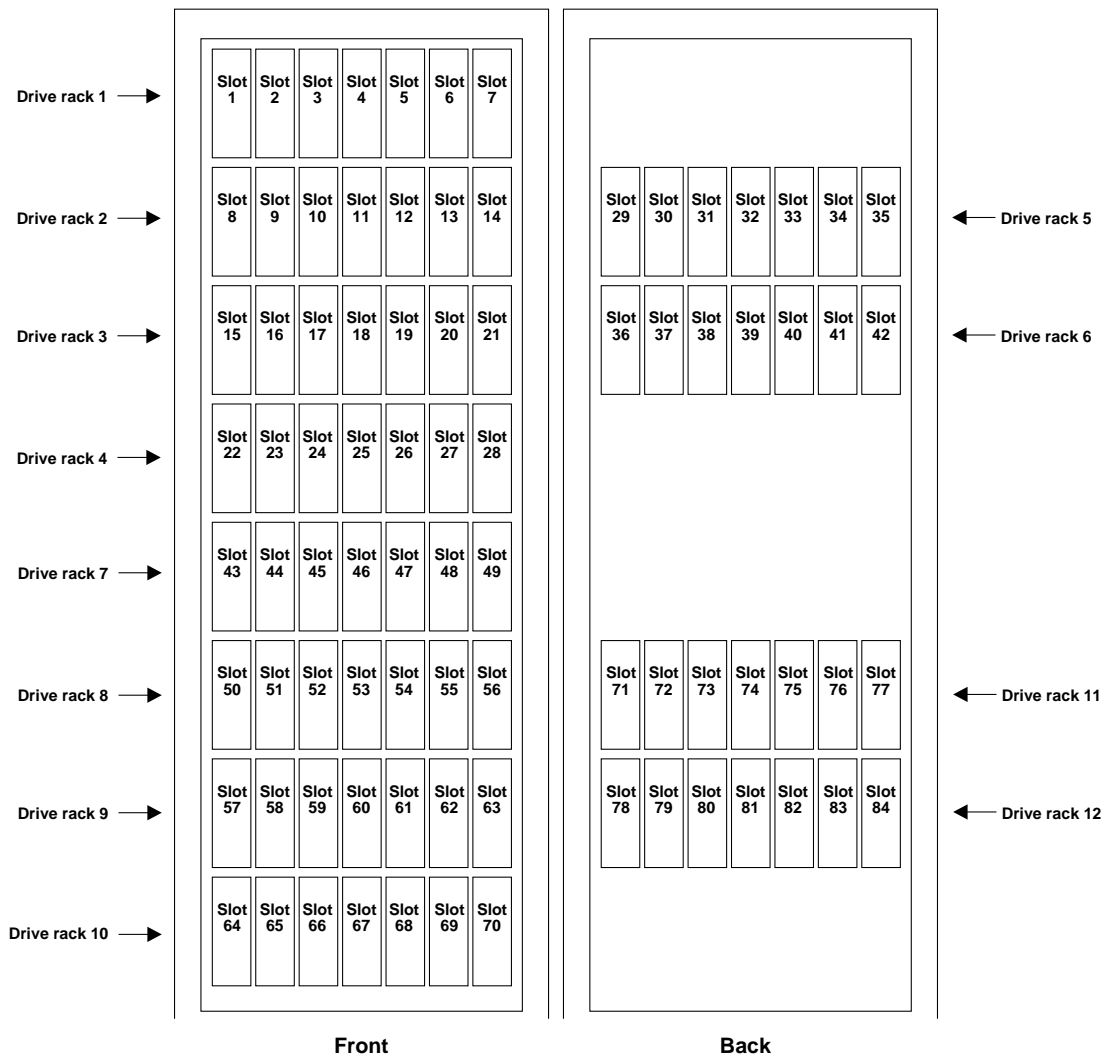 Drive rack 1
Slot Slot Slot Slot Slot Slot Slot
1 2 3 4 5 6 7
Drive rack 2
Slot Slot Slot Slot Slot Slot Slot
8 9 10 11 12 13 14
Slot Slot Slot Slot Slot Slot Slot
29 30 31 32 33 34 35
Drive rack 5
Drive rack 3
Slot Slot Slot Slot Slot Slot Slot
15 16 17 18 19 20 21
Slot Slot Slot Slot Slot Slot Slot
36 37 38 39 40 41 42
Drive rack 6
Drive rack 4
Slot Slot Slot Slot Slot Slot Slot
22 23 24 25 26 27 28
Drive rack 7
Slot Slot Slot Slot Slot Slot Slot
43 44 45 46 47 48 49
Drive rack 8
Slot Slot Slot Slot Slot Slot Slot
50 51 52 53 54 55 56
Slot Slot Slot Slot Slot Slot Slot
71 72 73 74 75 76 77
Drive rack 11
Drive rack 9
Slot Slot Slot Slot Slot Slot Slot
57 58 59 60 61 62 63
Slot Slot Slot Slot Slot Slot Slot
78 79 80 81 82 83 84
Drive rack 12
Drive rack 10
Slot Slot Slot Slot Slot Slot Slot
64 65 66 67 68 69 70
Front
Back